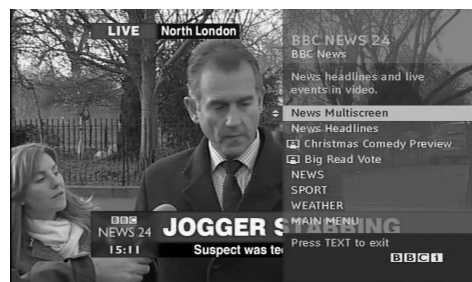 LIVE North London
BBC NEWS 24
BBC News
News headlines and live
events in video.
News Multiscreen
News Headlines
Christmas Comedy Preview
Big Read Vote
NEWS
SPORT
WEATHER
MAIN MENU
Press TEXT to exit
BBC 1
BBC
NEWS 24
15:11
JOGGER STABBING
Suspect was